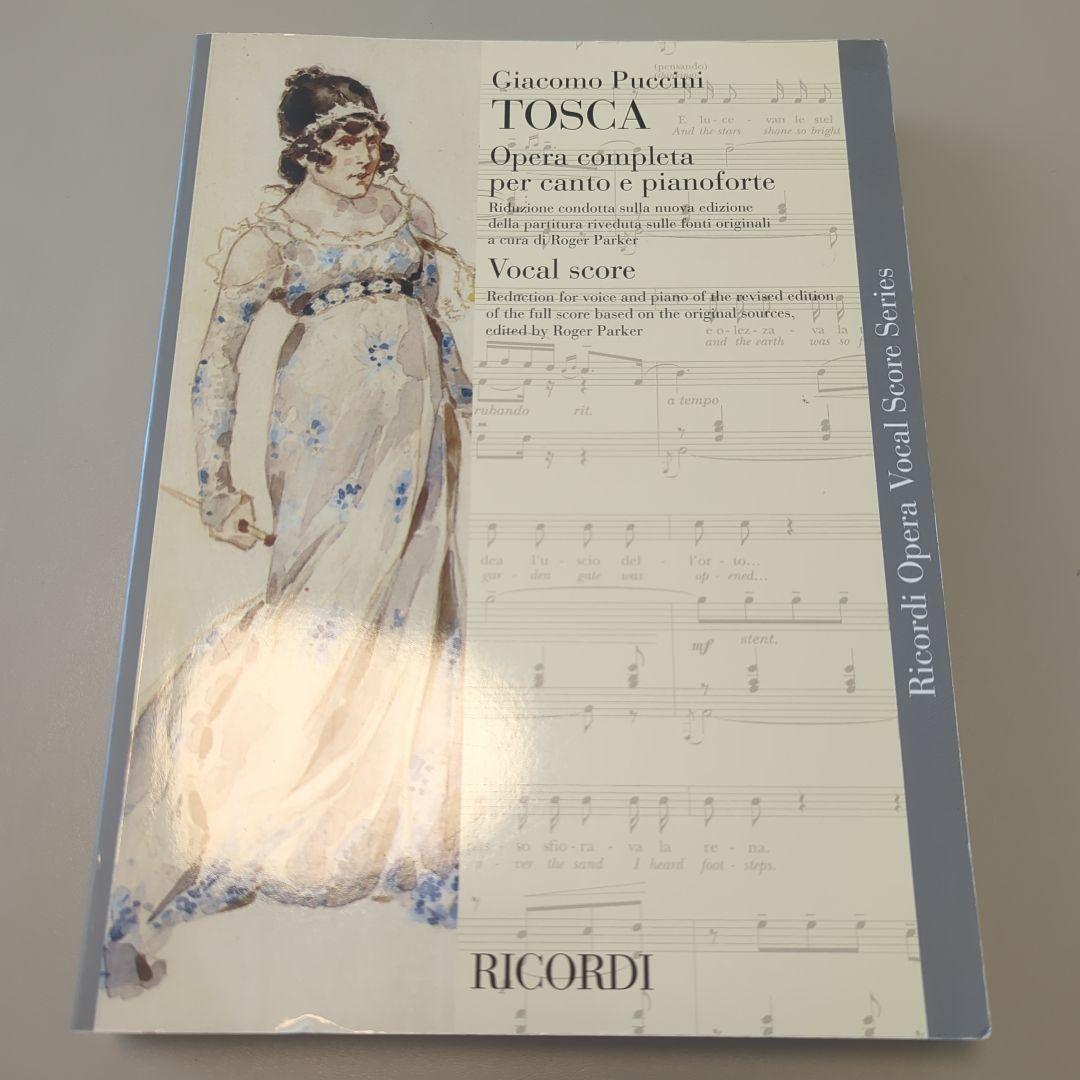 Giacomo Puccini
TOSCA
Opera completa
per canto e pianoforte
Riduzione condotta sulla nuova edizione
della partitura riveduta sulle fonti originali
a cura di Roger Parker
Vocal score
Reduction for voice and piano of the revised edition
of the full score based on the original sources,
edited by Roger Parker
(pensando)
E lu - ce - van le stel
And the stars shone so bright
e o - lez - za - va la t
and the earth was so f
rubando rit. a tempo
dea l'u - scio del - l'or - to...
gar - den gate was op - ened...
mf stent.
so sfio - ra - va la re - na.
ver the sand I heard foot - steps.
RICORDI
Ricordi Opera Vocal Score Series